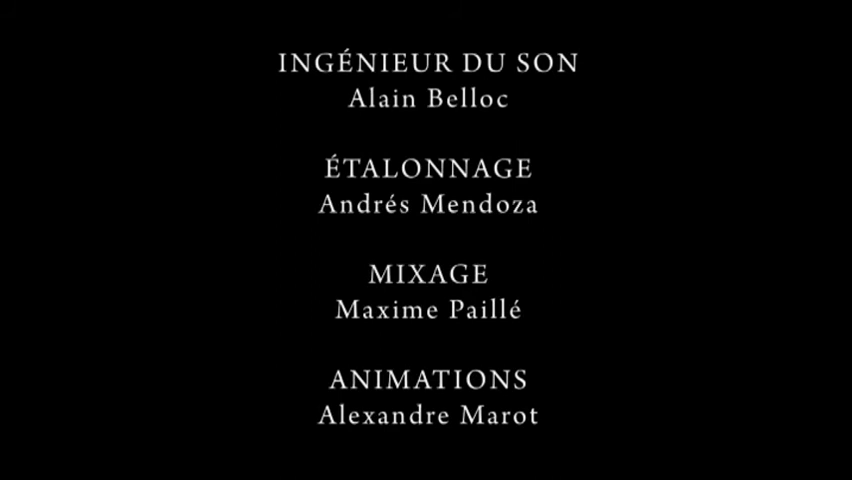 INGÉNIEUR DU SON
Alain Belloc
ÉTALONNAGE
Andrés Mendoza
MIXAGE
Maxime Paillé
ANIMATIONS
Alexandre Marot